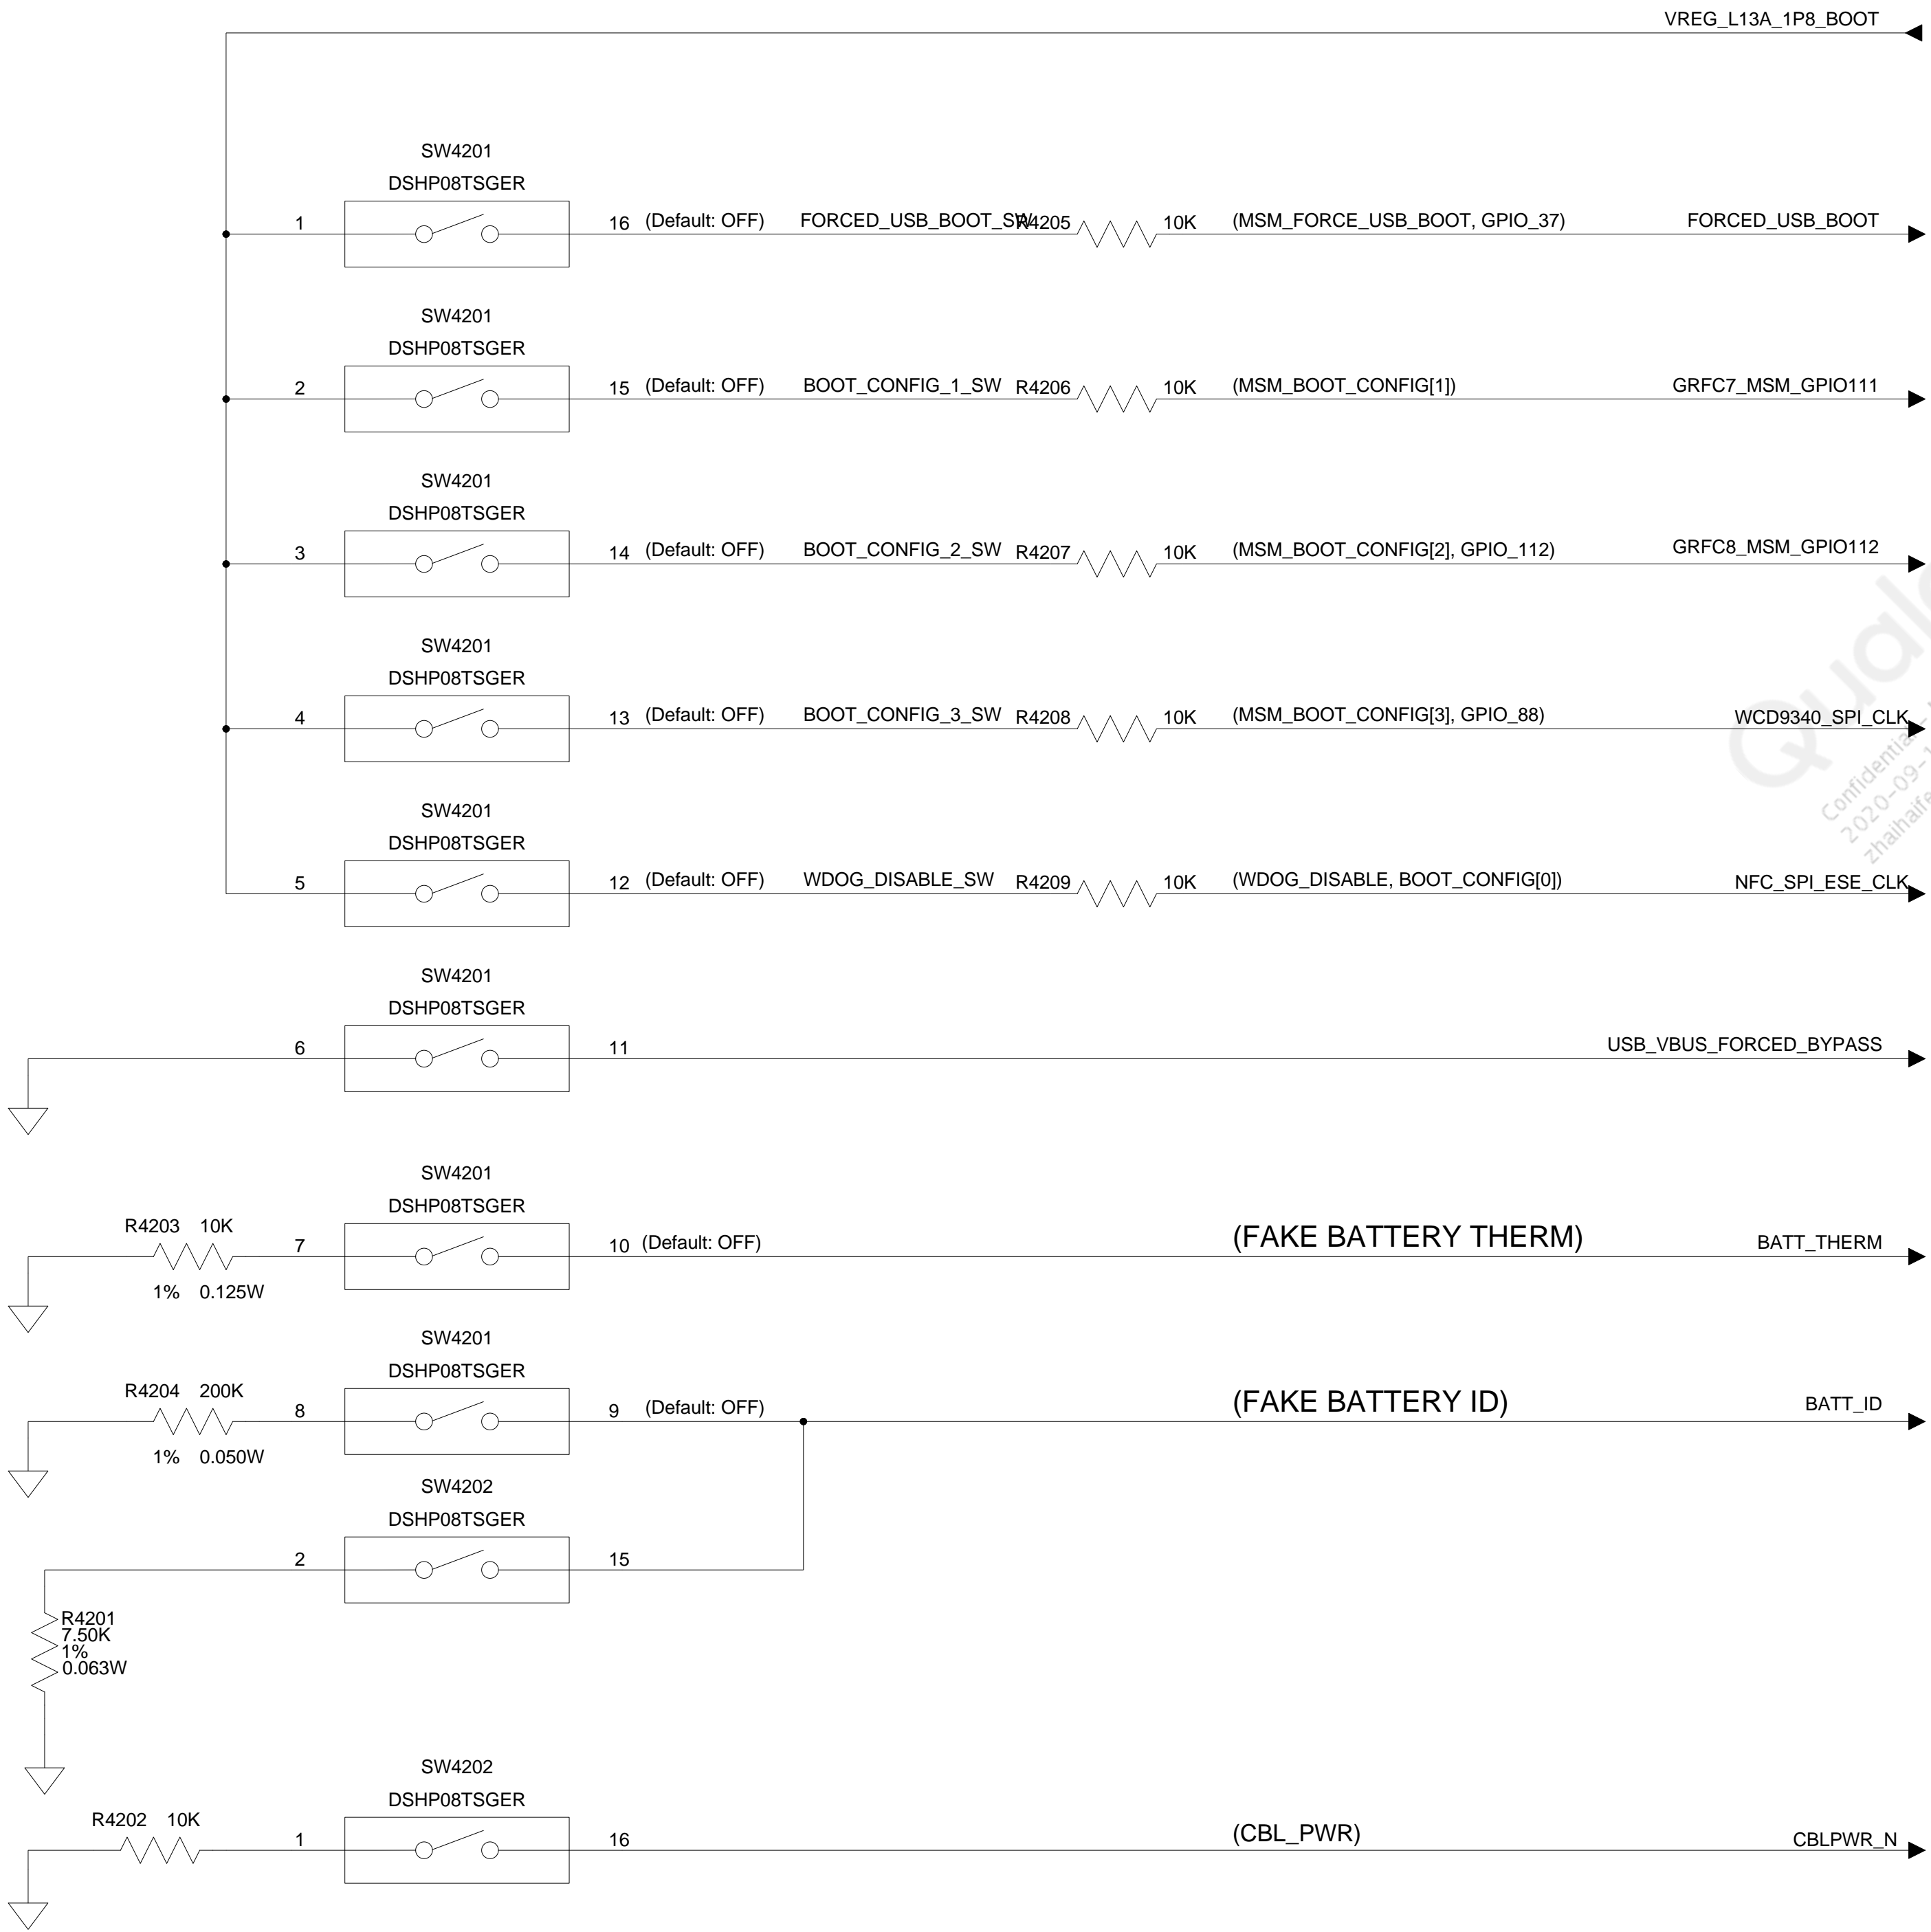 VREG_L13A_1P8_BOOT
SW4201
DSHP08TSGER
1 16 (Default: OFF) FORCED_USB_BOOT_SW R4205 10K (MSM_FORCE_USB_BOOT, GPIO_37) FORCED_USB_BOOT
SW4201
DSHP08TSGER
2 15 (Default: OFF) BOOT_CONFIG_1_SW R4206 10K (MSM_BOOT_CONFIG[1]) GRFC7_MSM_GPIO111
SW4201
DSHP08TSGER
3 14 (Default: OFF) BOOT_CONFIG_2_SW R4207 10K (MSM_BOOT_CONFIG[2], GPIO_112) GRFC8_MSM_GPIO112
SW4201
DSHP08TSGER
4 13 (Default: OFF) BOOT_CONFIG_3_SW R4208 10K (MSM_BOOT_CONFIG[3], GPIO_88) WCD9340_SPI_CLK
Confidential
SW4201
DSHP08TSGER
5 12 (Default: OFF) WDOG_DISABLE_SW R4209 10K (WDOG_DISABLE, BOOT_CONFIG[0]) NFC_SPI_ESE_CLK
SW4201
DSHP08TSGER
6 11 USB_VBUS_FORCED_BYPASS
SW4201
DSHP08TSGER
R4203 10K 7 10 (Default: OFF) (FAKE BATTERY THERM) BATT_THERM
1% 0.125W
SW4201
DSHP08TSGER
R4204 200K 8 9 (Default: OFF) (FAKE BATTERY ID) BATT_ID
1% 0.050W
SW4202
DSHP08TSGER
2 15
R4201
7.50K
1%
0.063W
SW4202
DSHP08TSGER
R4202 10K 1 16 (CBL_PWR) CBLPWR_N